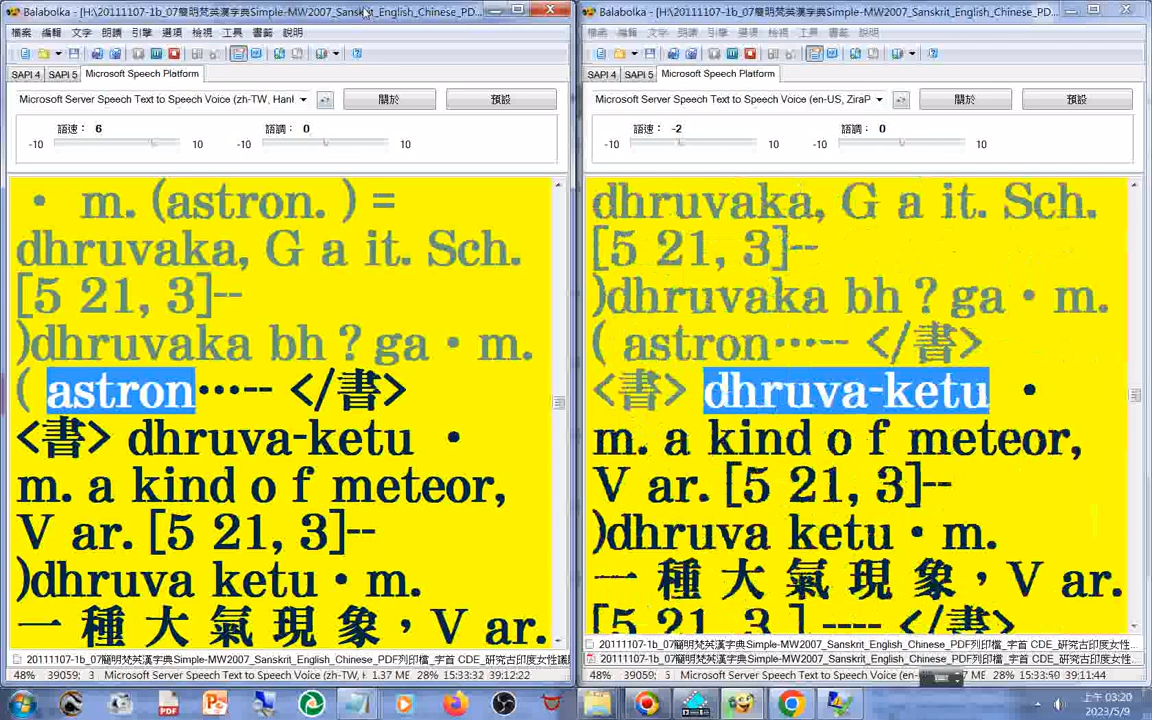 Balabolka - [H:\20111107-1b_07簡明梵英漢字典Simple-MW2007_Sanskrit_English_Chinese_PD...
檔案 編輯 文字 朗讀 引擎 選項 檢視 工具 書籤 說明
SAPI 4 SAPI 5 Microsoft Speech Platform
Microsoft Server Speech Text to Speech Voice (zh-TW, Hanl
關於 預設
語速： 6 語調： 0
-10 10 -10 10
• m. (astron. ) =
dhruvaka, G a it. Sch.
[5 21, 3]--
)dhruvaka bh ? ga • m.
( astron…-- </書>
<書> dhruva-ketu •
m. a kind o f meteor,
V ar. [5 21, 3]--
)dhruva ketu • m.
一 種 大 氣 現 象，V ar.
20111107-1b_07簡明梵英漢字典Simple-MW2007_Sanskrit_English_Chinese_PDF列印檔_字首 CDE_研究古印度女性議
48% 39059: 3 Microsoft Server Speech Text to Speech Voice (zh-TW, H 1.37 MB 28% 15:33:32 39:12:22
Balabolka - [H:\20111107-1b_07簡明梵英漢字典Simple-MW2007_Sanskrit_English_Chinese_PD...
檔案 編輯 文字 朗讀 引擎 選項 檢視 工具 書籤 說明
SAPI 4 SAPI 5 Microsoft Speech Platform
Microsoft Server Speech Text to Speech Voice (en-US, ZiraP
關於 預設
語速： -2 語調： 0
-10 10 -10 10
dhruvaka, G a it. Sch.
[5 21, 3]--
)dhruvaka bh ? ga • m.
( astron…-- </書>
<書> dhruva-ketu •
m. a kind o f meteor,
V ar. [5 21, 3]--
)dhruva ketu • m.
一 種 大 氣 現 象，V ar.
[5 21, 3 ] ---- </書>
20111107-1b_07簡明梵英漢字典Simple-MW2007_Sanskrit_English_Chinese_PDF列印檔_字首 CDE_研究古印度女性...
20111107-1b_07簡明梵英漢字典Simple-MW2007_Sanskrit_English_Chinese_PDF列印檔_字首 CDE_研究古印度女性...
48% 39059: Microsoft Server Speech Text to Speech Voice (en-US, 28% 39:11:44
上午 03:20
2023/5/9